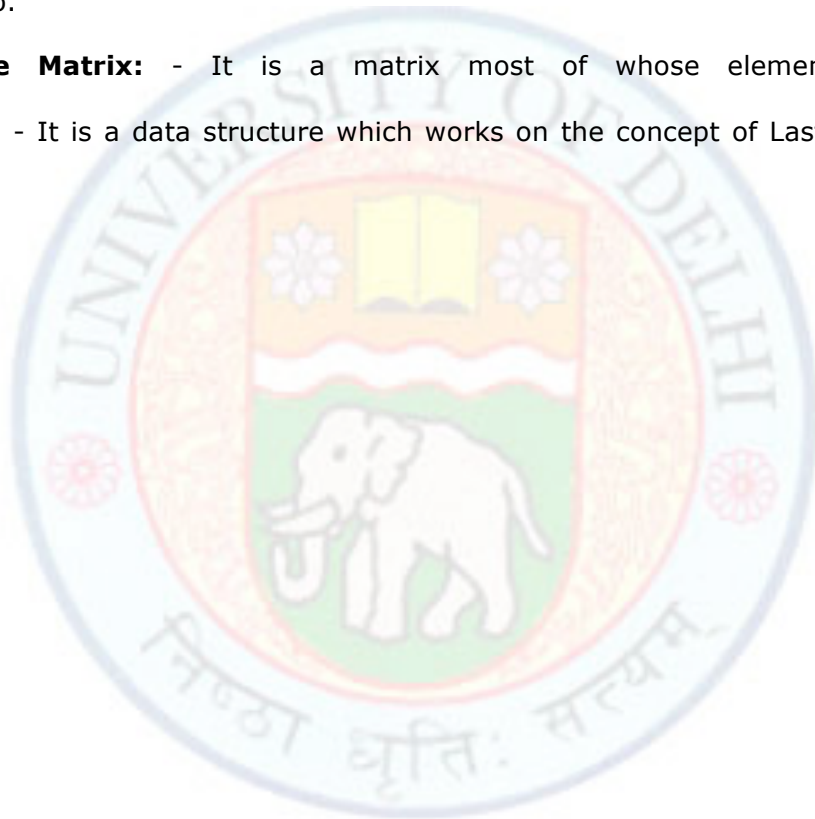 e Matrix: - It is a matrix most of whose elemen
- It is a data structure which works on the concept of Last
UNIVERSITY OF DELHI
निष्ठा धृति: सत्यम्